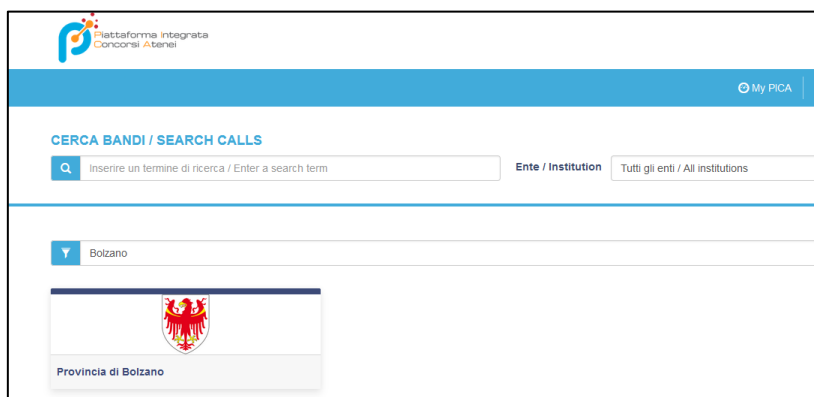 Piattaforma Integrata
Concorsi Atenei
My PICA
CERCA BANDI / SEARCH CALLS
Inserire un termine di ricerca / Enter a search term
Ente / Institution
Tutti gli enti / All institutions
Bolzano
Provincia di Bolzano